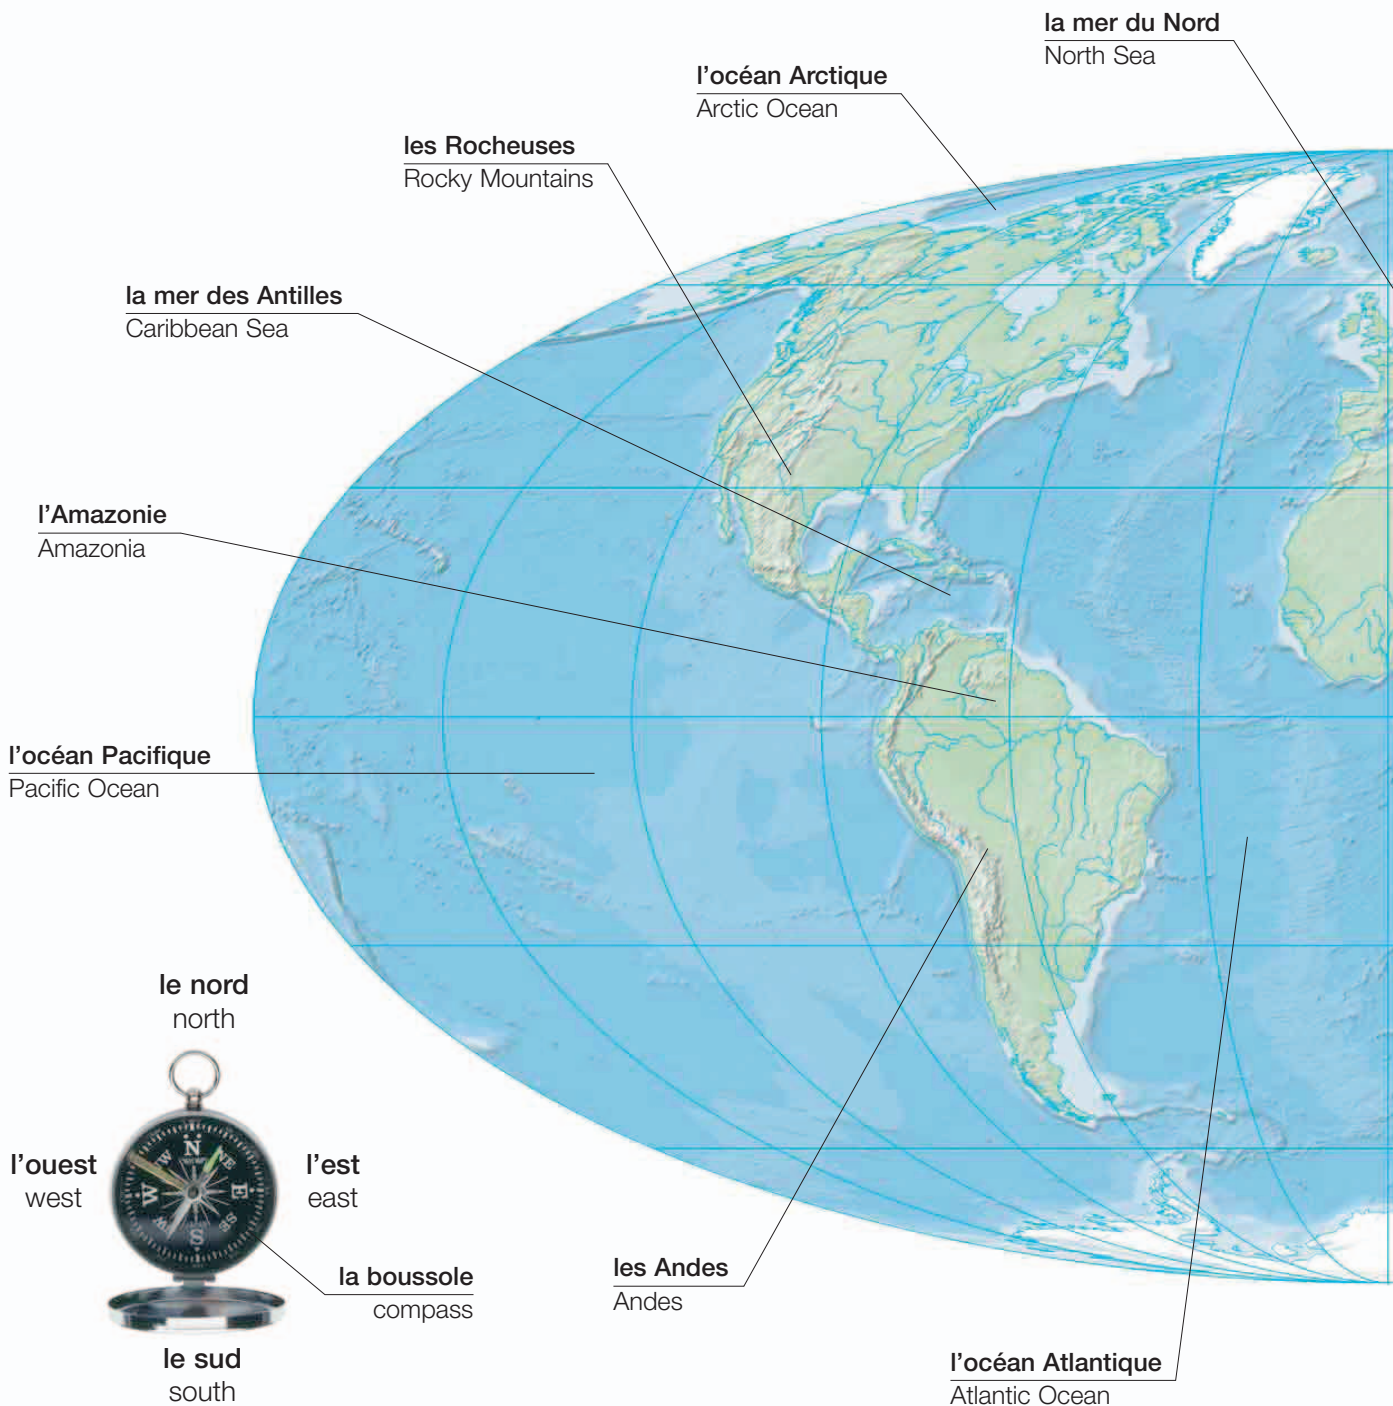 la mer du Nord
North Sea
l'océan Arctique
Arctic Ocean
les Rocheuses
Rocky Mountains
la mer des Antilles
Caribbean Sea
l'Amazonie
Amazonia
l'océan Pacifique
Pacific Ocean
le nord
north
l'ouest
west
N
NE
E
SE
S
W
l'est
east
la boussole
compass
le sud
south
les Andes
Andes
l'océan Atlantique
Atlantic Ocean